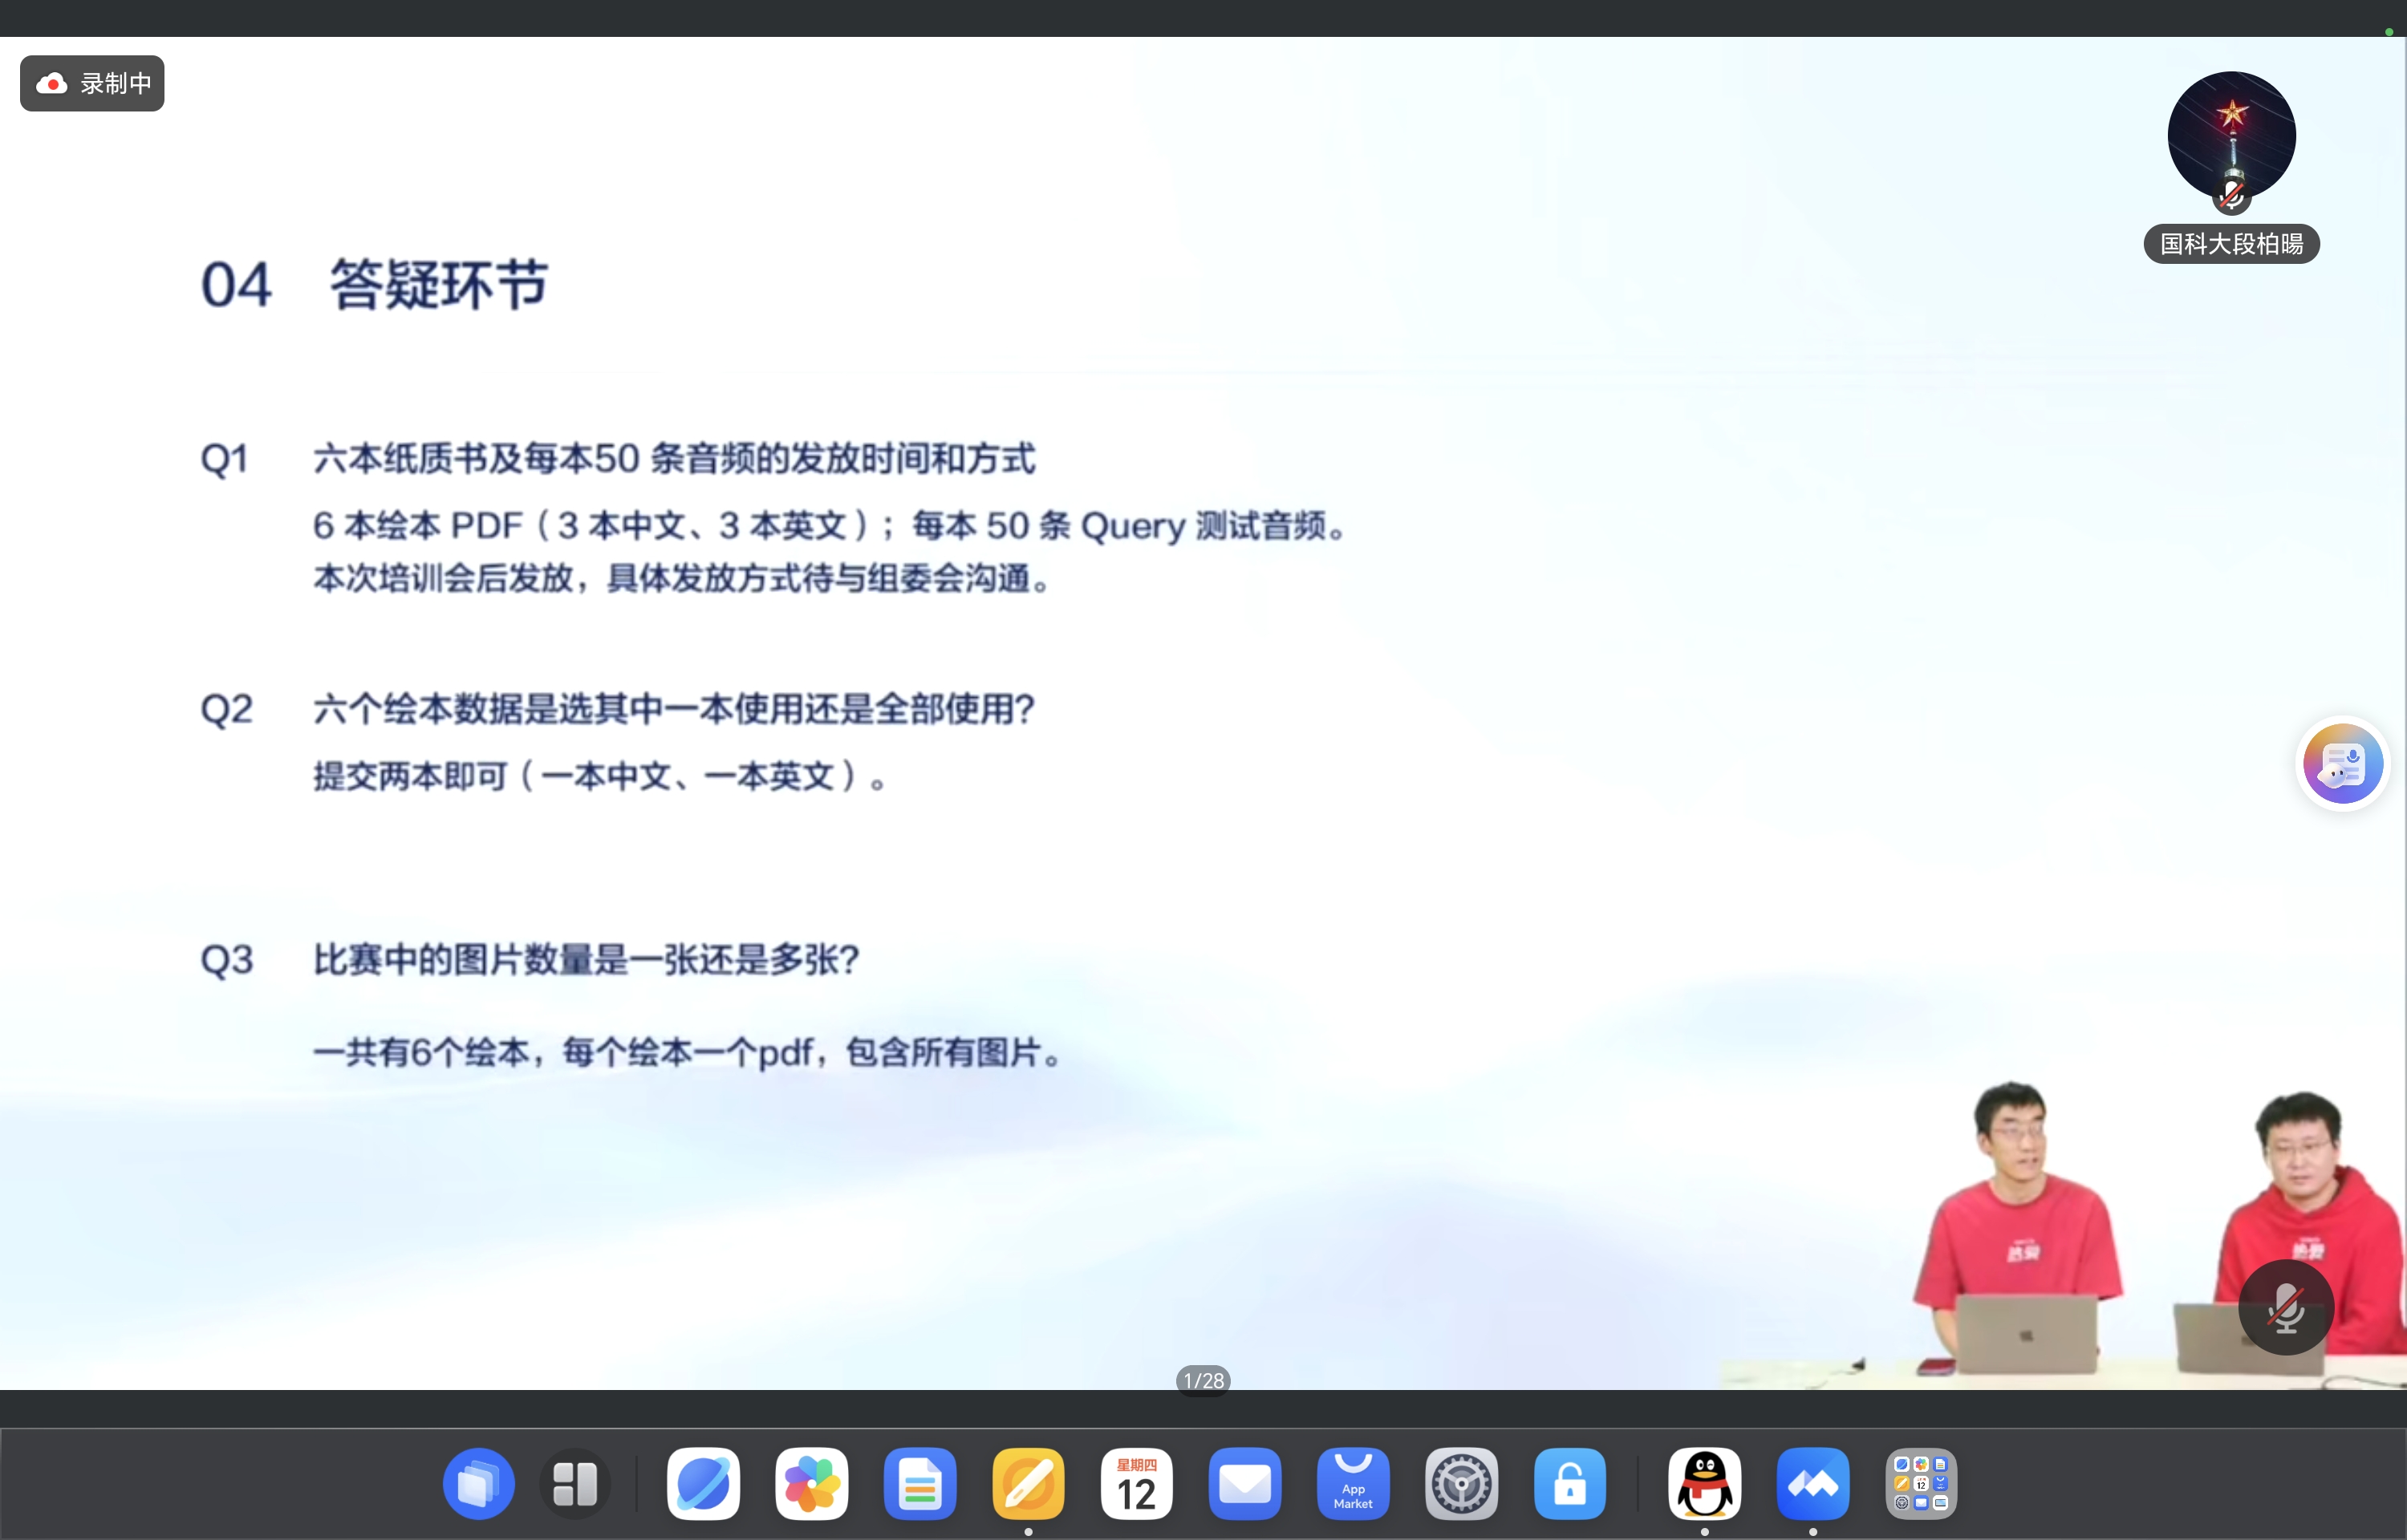 录制中
国科大段柏暘
04 答疑环节
Q1 六本纸质书及每本50 条音频的发放时间和方式
6 本绘本 PDF（3 本中文、3 本英文）；每本 50 条 Query 测试音频。
本次培训会后发放，具体发放方式待与组委会沟通。
Q2 六个绘本数据是选其中一本使用还是全部使用?
提交两本即可（一本中文、一本英文）。
Q3 比赛中的图片数量是一张还是多张?
一共有6个绘本，每个绘本一个pdf，包含所有图片。
1/28
星期四
12
App
Market